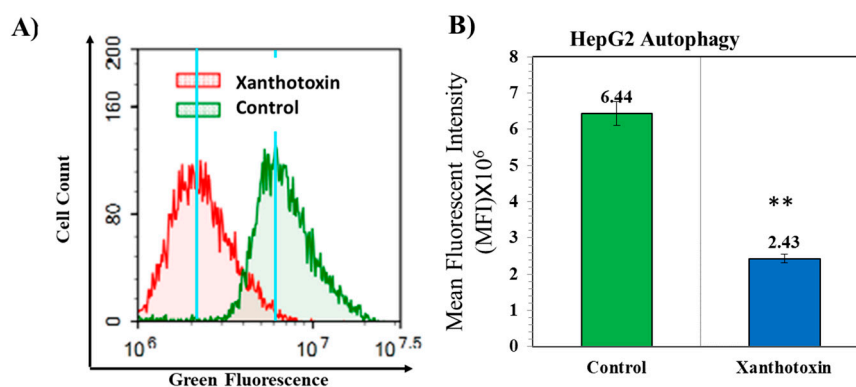 A)
200
160
80
0
Cell Count
Xanthotoxin
Control
10^6
10^7
10^7.5
Green Fluorescence
B)
HepG2 Autophagy
Mean Fluorescent Intensity
((MFI)X10^6
8
7
6
5
4
3
2
1
0
6.44
**
2.43
Control
Xanthotoxin